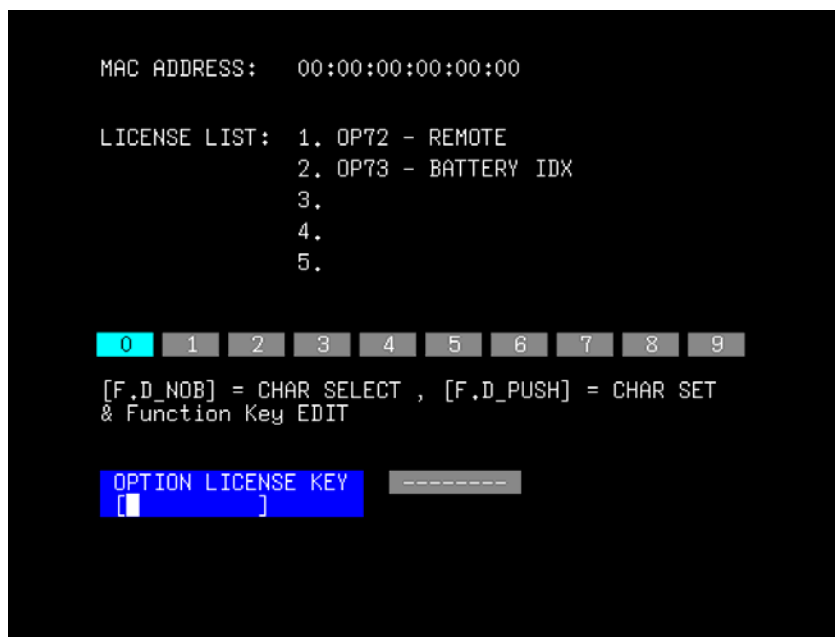 MAC ADDRESS: 00:00:00:00:00:00
LICENSE LIST: 1. OP72 - REMOTE
2. OP73 - BATTERY IDX
3.
4.
5.
0 1 2 3 4 5 6 7 8 9
[F.D_NOB] = CHAR SELECT , [F.D_PUSH] = CHAR SET
& Function Key EDIT
OPTION LICENSE KEY --------
[ ]